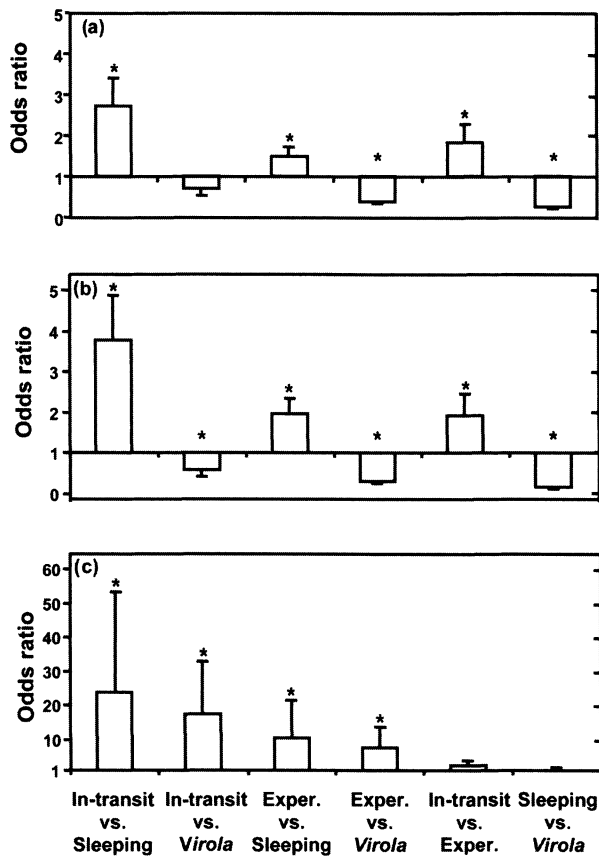 (a)
Odds ratio
5
4
3
2
1
0
*
*
*
*
*
(b)
Odds ratio
5
4
3
2
1
0
*
*
*
*
*
*
(c)
Odds ratio
60
50
40
30
20
10
1
*
*
*
*
In-transit vs. Sleeping
In-transit vs. Virola
Exper. vs. Sleeping
Exper. vs. Virola
In-transit vs. Exper.
Sleeping vs. Virola